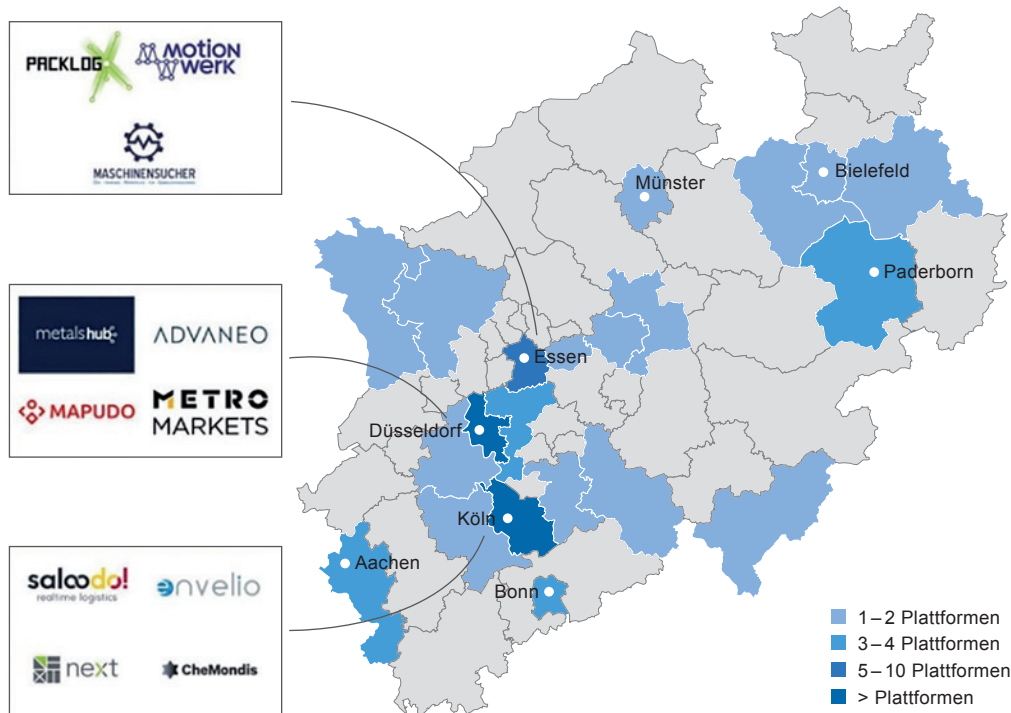 PACKLOG
MOTION
WERK
MASCHINENSUCHER
metalshub
ADVANEO
MAPUDO
METRO
MARKETS
saloodo!
realtime logistics
envelio
next
CheMondis
Münster
Bielefeld
Paderborn
Essen
Düsseldorf
Köln
Aachen
Bonn
1–2 Plattformen
3–4 Plattformen
5–10 Plattformen
> Plattformen